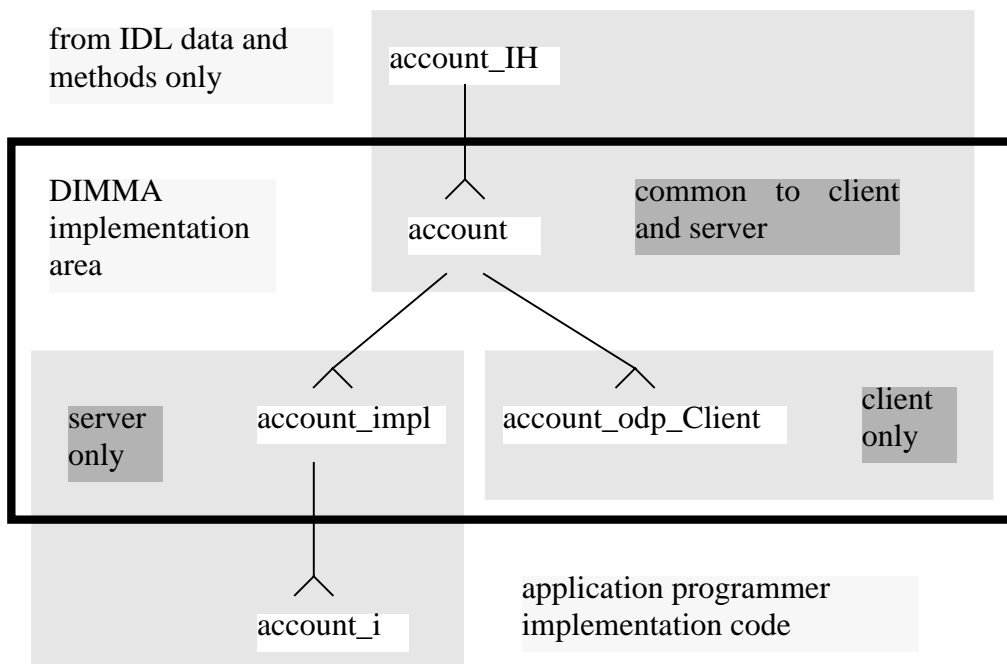 from IDL data and
methods only
account_IH
DIMMA
implementation
area
common to client
and server
account
server
only
account_impl
account_odp_Client
client
only
account_i
application programmer
implementation code